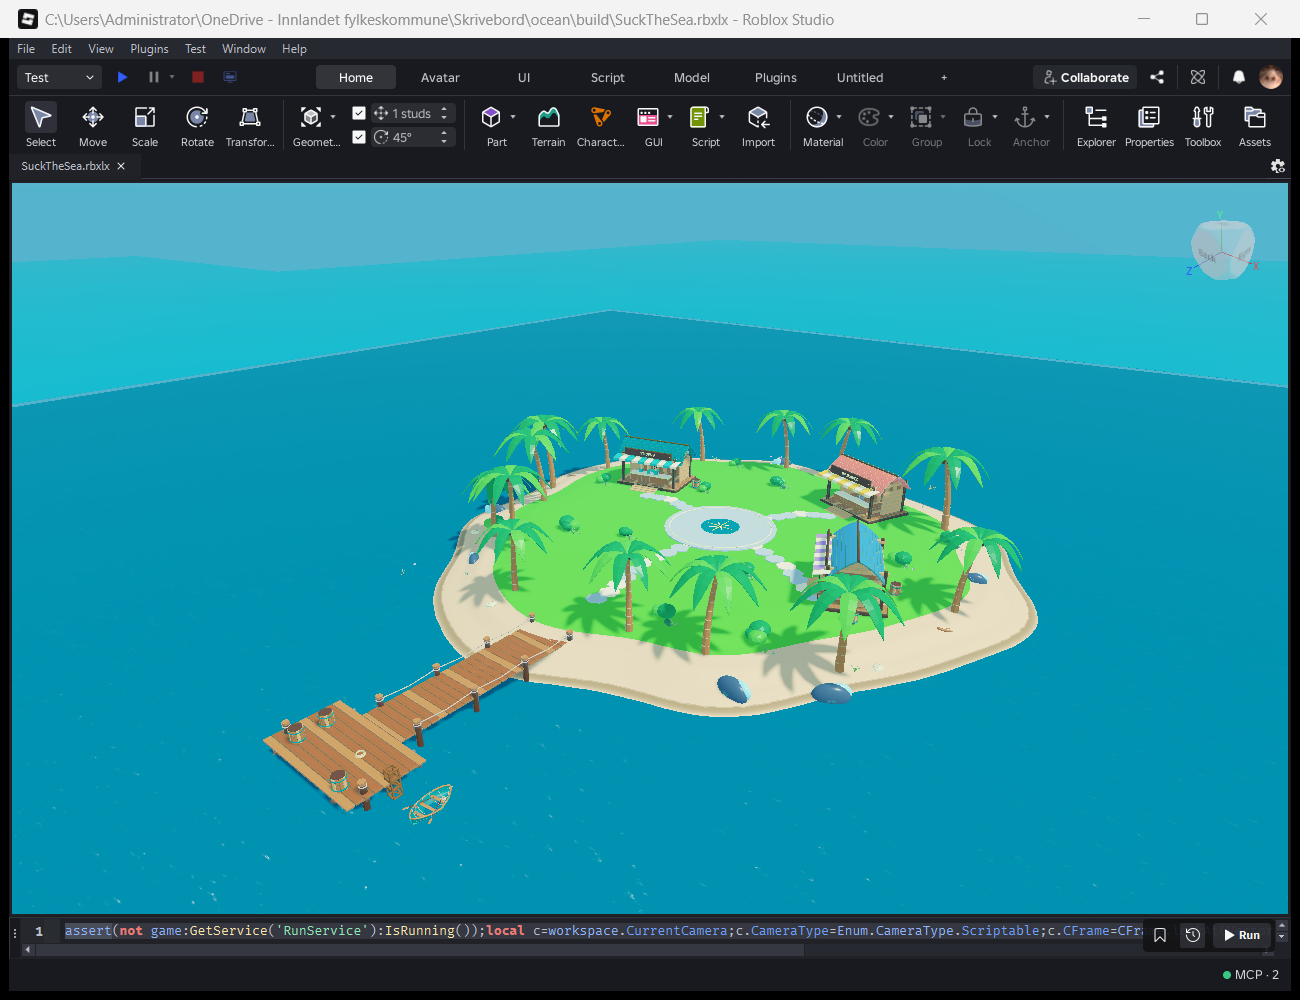 C:\Users\Administrator\OneDrive - Innlandet fylkeskommune\Skrivebord\ocean\build\SuckTheSea.rbxlx - Roblox Studio
File Edit View Plugins Test Window Help
Test Home Avatar UI Script Model Plugins Untitled + Collaborate
1 studs
45°
Select Move Scale Rotate Transfor... Geomet... Part Terrain Charact... GUI Script Import Material Color Group Lock Anchor Explorer Properties Toolbox Assets
SuckTheSea.rbxlx
Y
Back
Z
X
1 assert(not game:GetService('RunService'):IsRunning());local c=workspace.CurrentCamera;c.CameraType=Enum.CameraType.Scriptable;c.CFrame=CFra
Run
MCP · 2